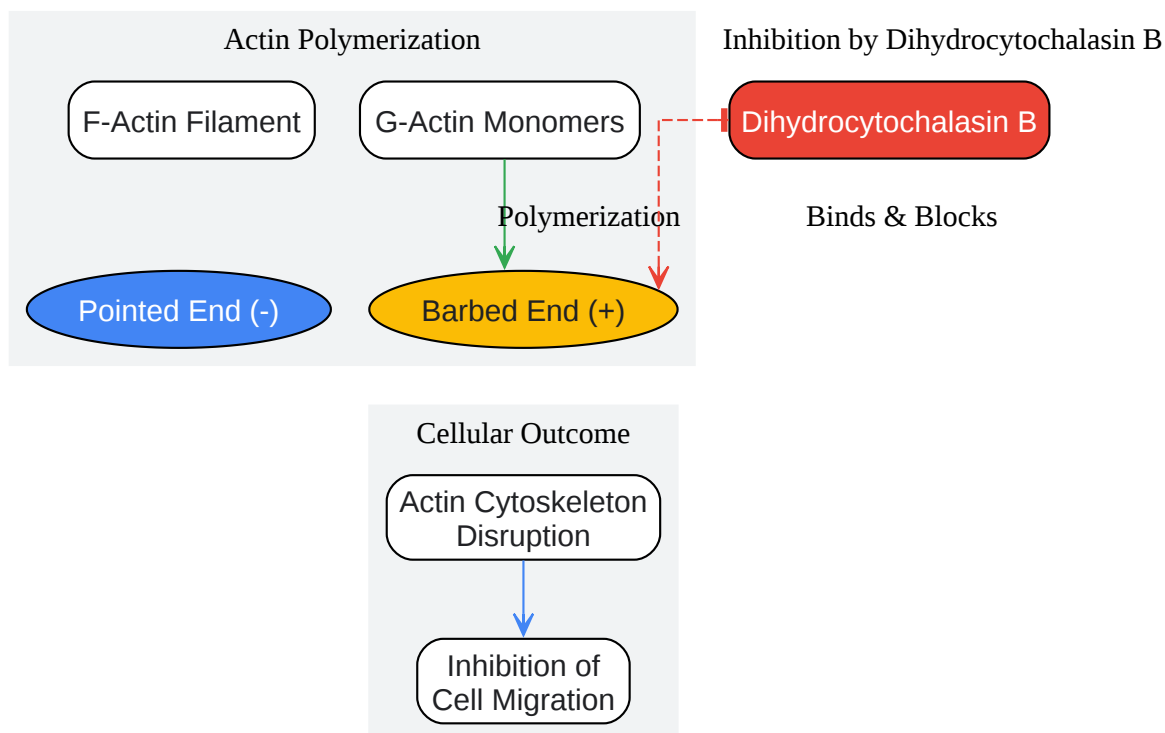 Actin Polymerization
Inhibition by Dihydrocytochalasin B
F-Actin Filament
G-Actin Monomers
Dihydrocytochalasin B
Polymerization
Binds & Blocks
Pointed End (-)
Barbed End (+)
Cellular Outcome
Actin Cytoskeleton
Disruption
Inhibition of
Cell Migration